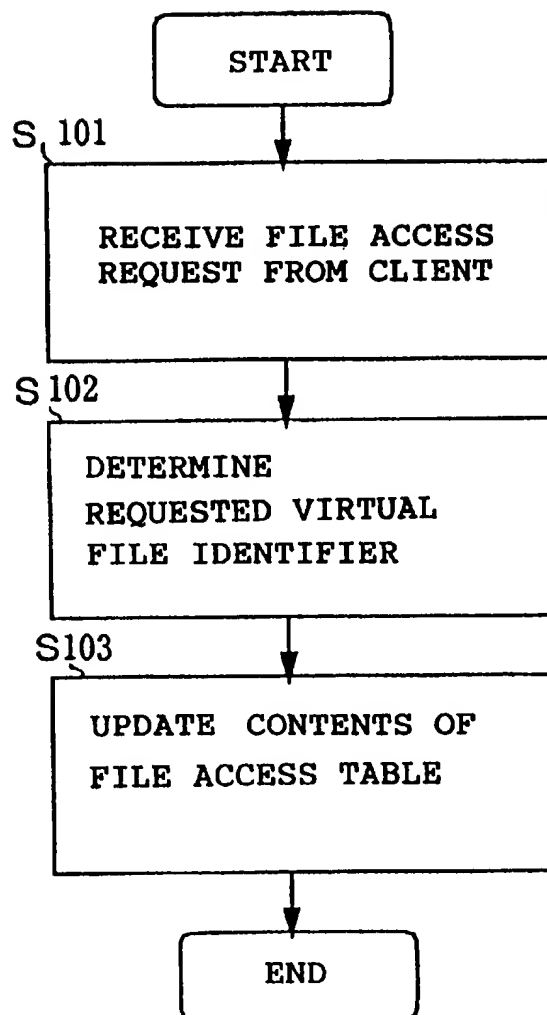 START
S 101
RECEIVE FILE ACCESS
REQUEST FROM CLIENT
S 102
DETERMINE
REQUESTED VIRTUAL
FILE IDENTIFIER
S103
UPDATE CONTENTS OF
FILE ACCESS TABLE
END